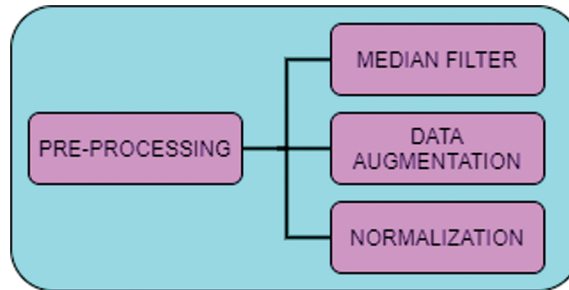 PRE-PROCESSING
MEDIAN FILTER
DATA
AUGMENTATION
NORMALIZATION